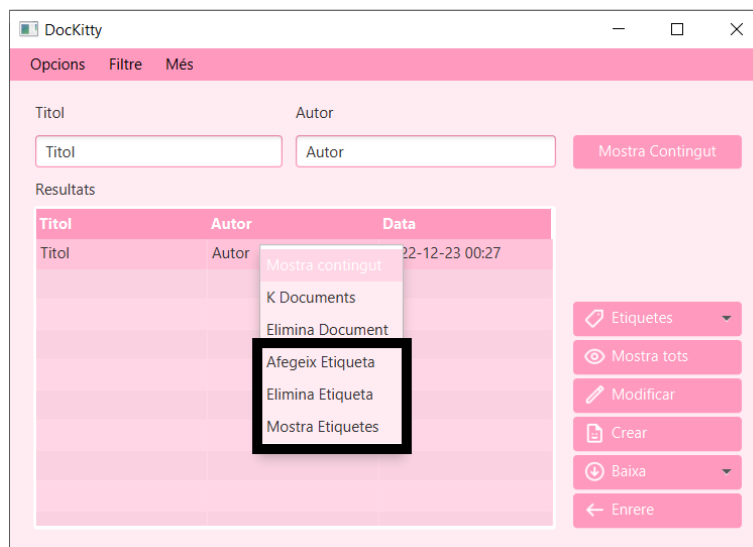 DocKitty
Opcions Filtre Més
Titol Autor
Titol Autor Mostra Contingut
Resultats
Titol Autor Data
Titol Autor 22-12-23 00:27
Mostra contingut
K Documents
Elimina Document
Afegeix Etiqueta
Elimina Etiqueta
Mostra Etiquetes
Etiquetes
Mostra tots
Modificar
Crear
Baixa
Enrere